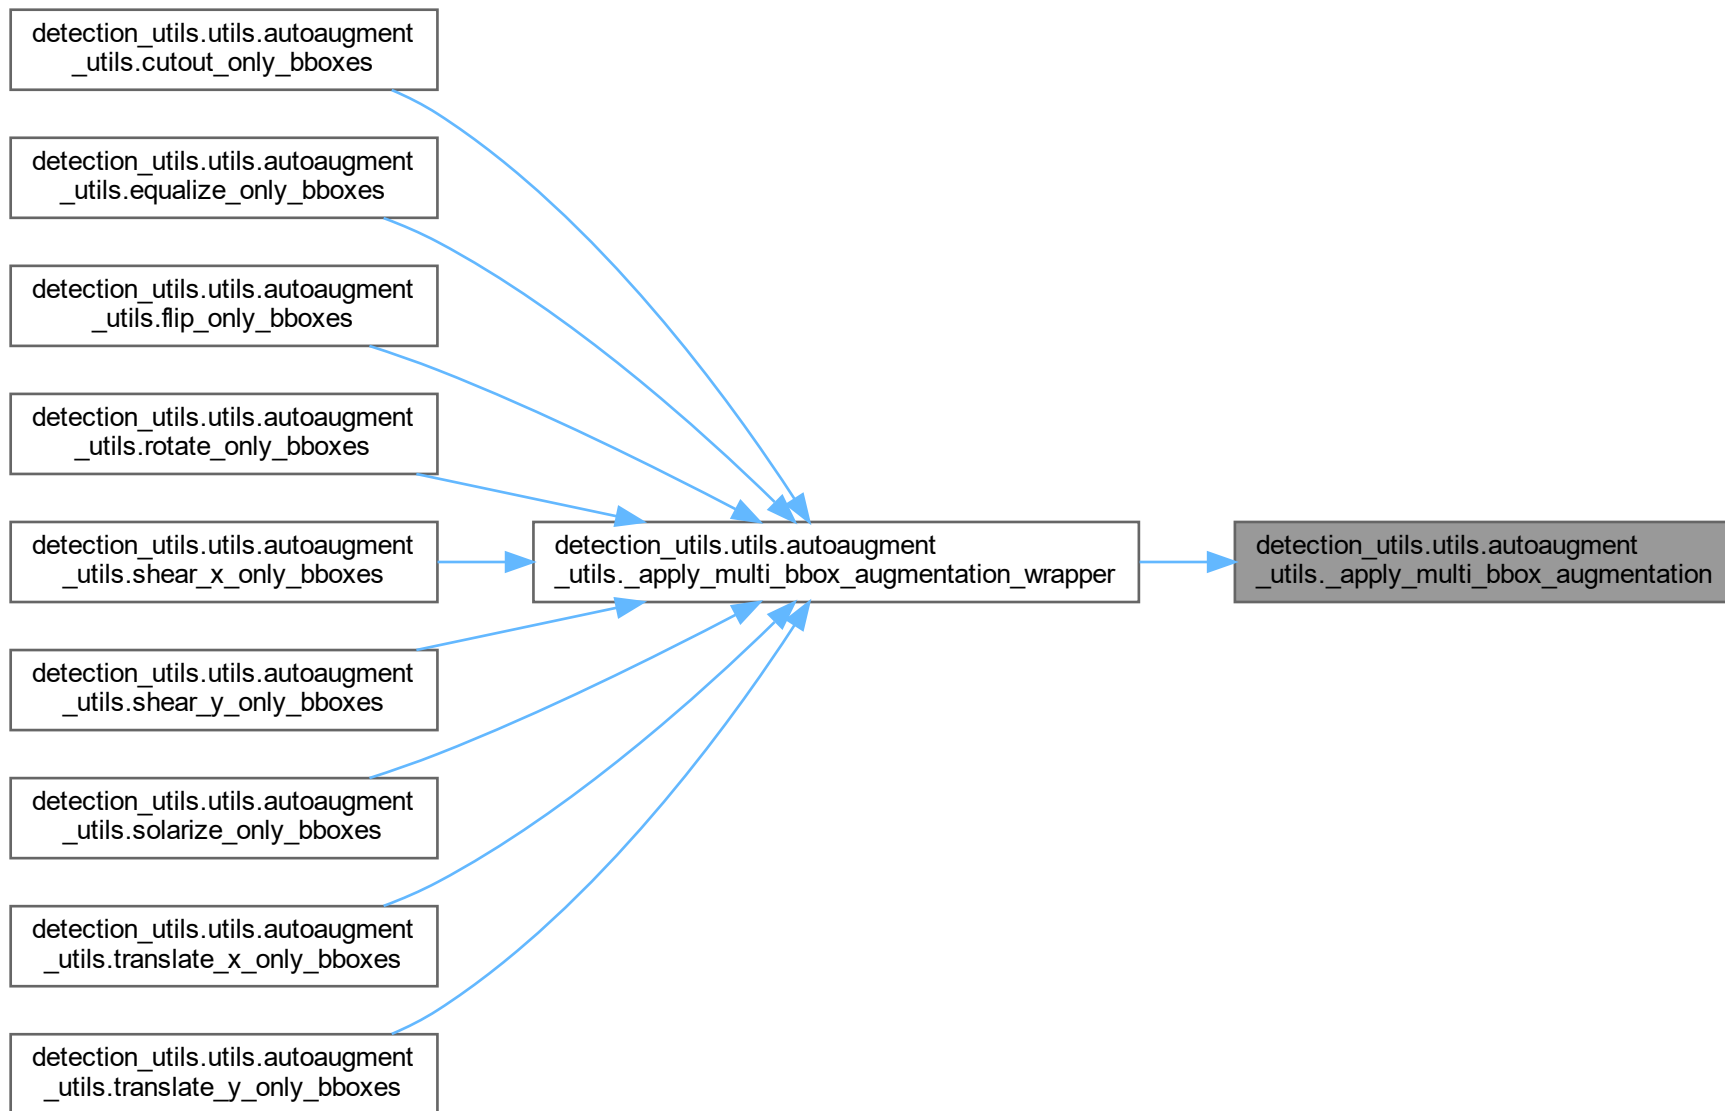 detection_utils.utils.autoaugment
_utils.cutout_only_bboxes
detection_utils.utils.autoaugment
_utils.equalize_only_bboxes
detection_utils.utils.autoaugment
_utils.flip_only_bboxes
detection_utils.utils.autoaugment
_utils.rotate_only_bboxes
detection_utils.utils.autoaugment
_utils.shear_x_only_bboxes
detection_utils.utils.autoaugment
_utils.shear_y_only_bboxes
detection_utils.utils.autoaugment
_utils.solarize_only_bboxes
detection_utils.utils.autoaugment
_utils.translate_x_only_bboxes
detection_utils.utils.autoaugment
_utils.translate_y_only_bboxes
detection_utils.utils.autoaugment
_utils._apply_multi_bbox_augmentation_wrapper
detection_utils.utils.autoaugment
_utils._apply_multi_bbox_augmentation